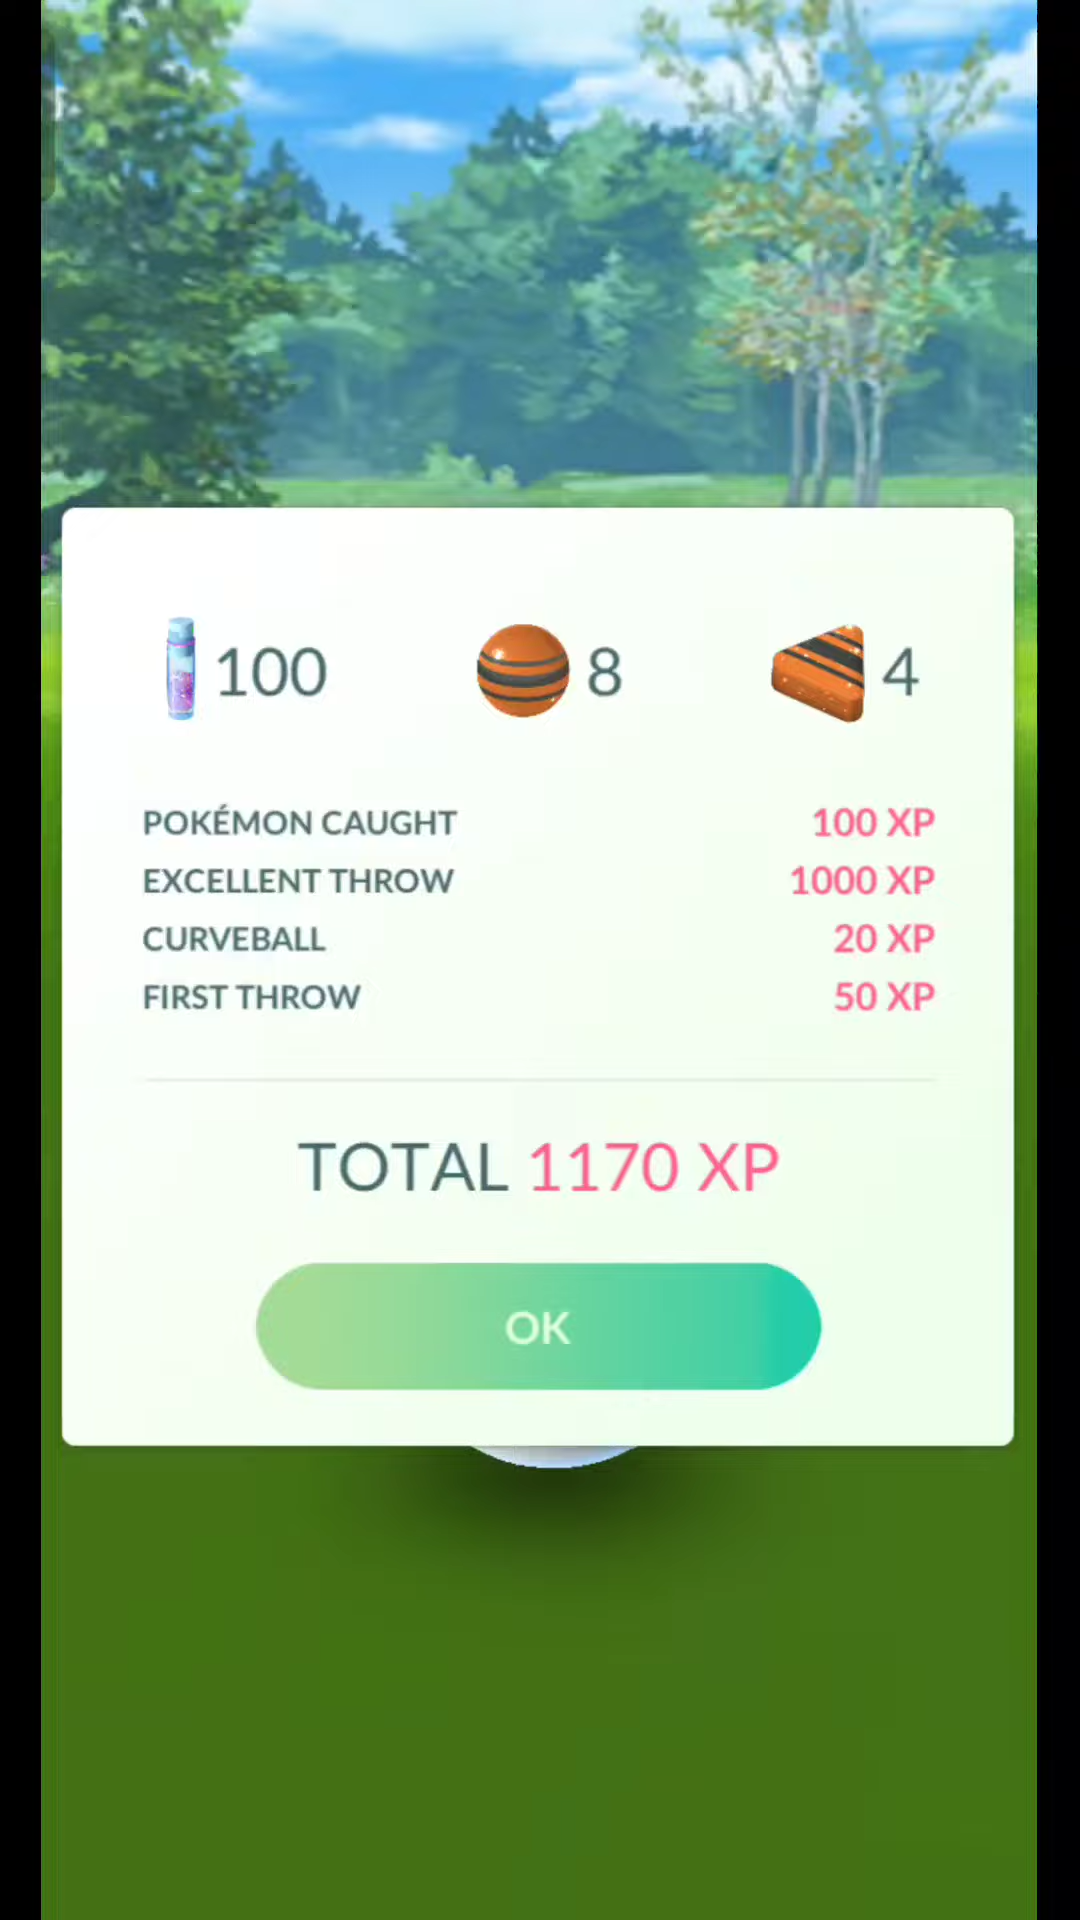 100 8 4
POKÉMON CAUGHT 100 XP
EXCELLENT THROW 1000 XP
CURVEBALL 20 XP
FIRST THROW 50 XP
TOTAL 1170 XP
OK